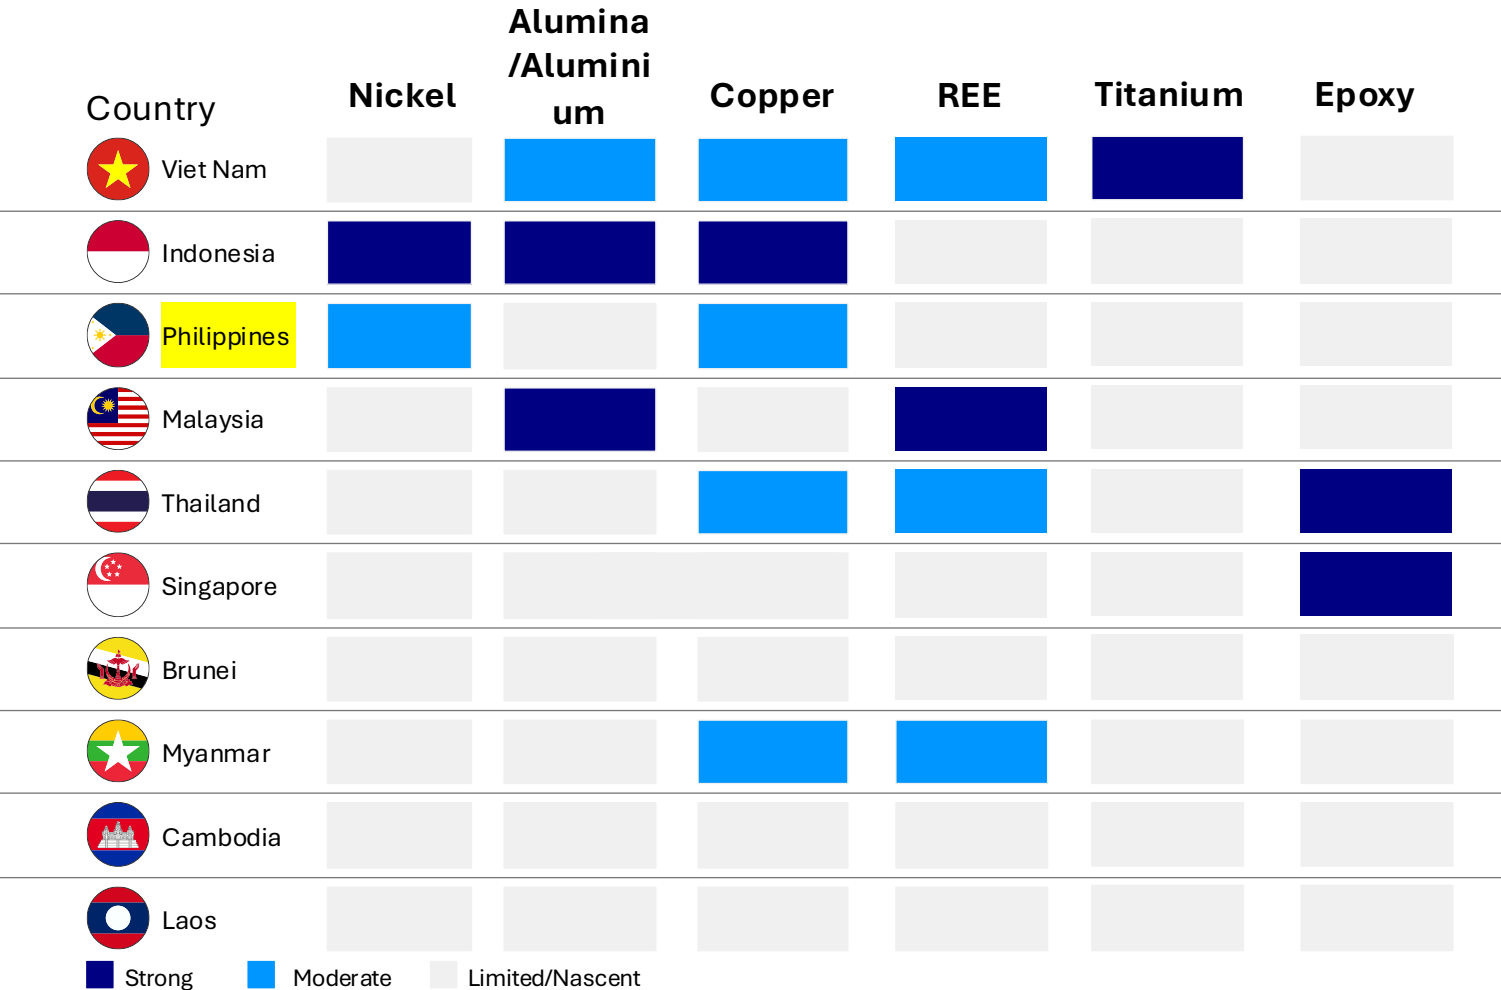 Country
Nickel
Alumina
/Alumini
um
Copper
REE
Titanium
Epoxy
Viet Nam
Indonesia
Philippines
Malaysia
Thailand
Singapore
Brunei
Myanmar
Cambodia
Laos
Strong
Moderate
Limited/Nascent